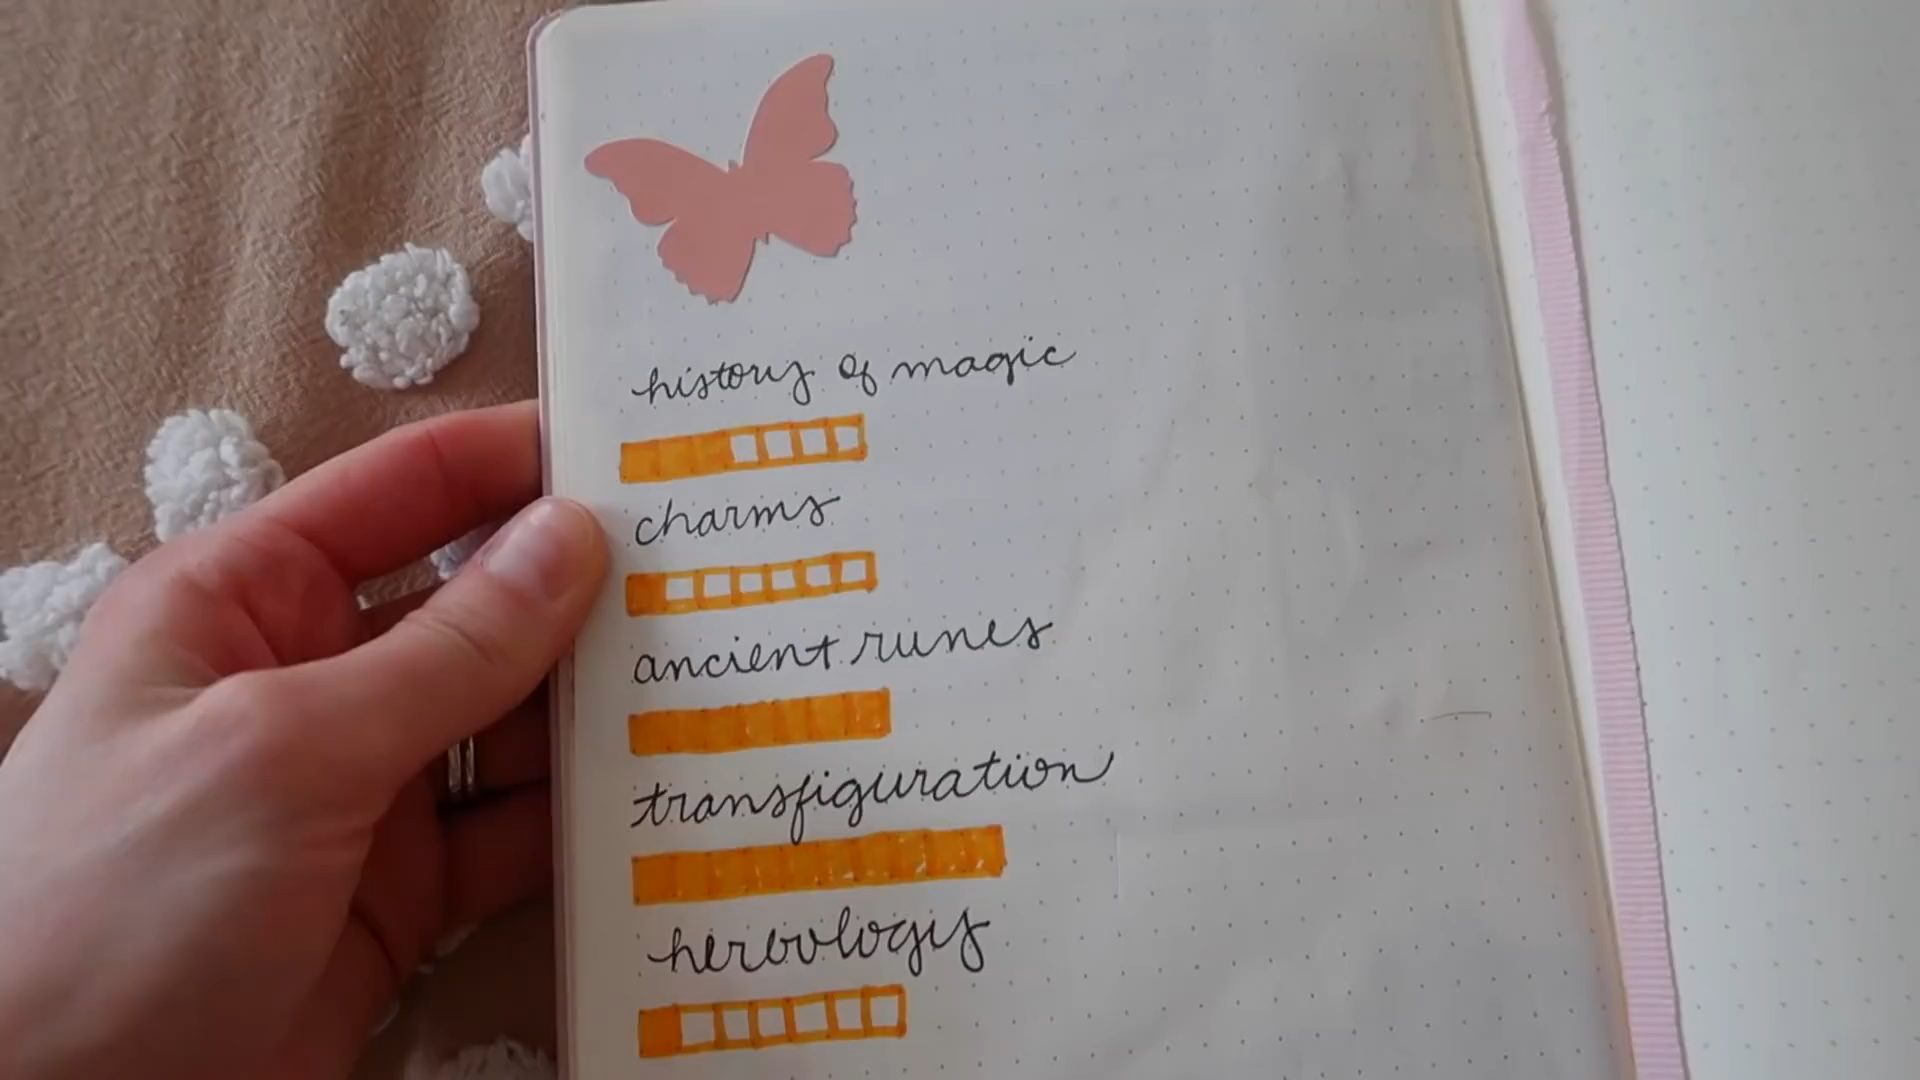 history of magic
charms
ancient runes
transfiguration
herbology